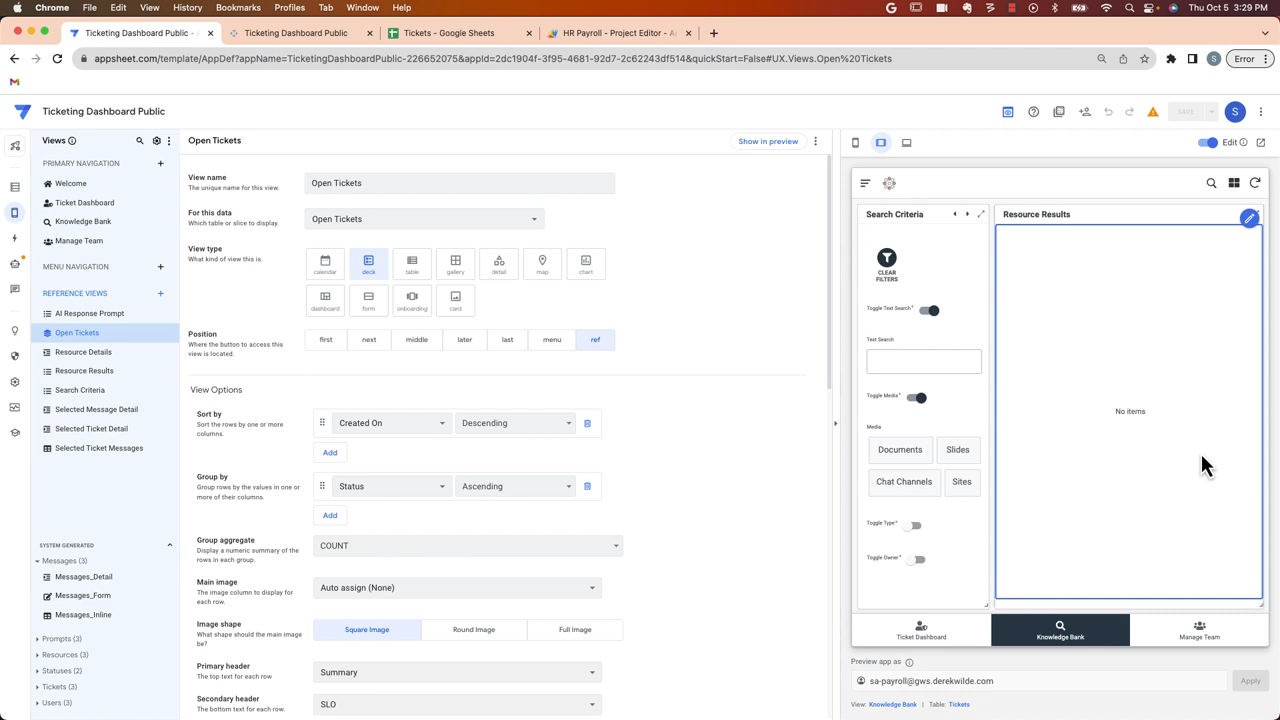 Chrome File Edit View History Bookmarks Profiles Tab Window Help
Thu Oct 5 3:29 PM
Ticketing Dashboard Public - 
Ticketing Dashboard Public
Tickets - Google Sheets
HR Payroll - Project Editor - A
appsheet.com/template/AppDef?appName=TicketingDashboardPublic-226652075&appId=2dc1904f-3f95-4681-92d7-2c62243df514&quickStart=False#UX.Views.Open%20Tickets
S
Error
Ticketing Dashboard Public
SAVE
S
Views
PRIMARY NAVIGATION
Welcome
Ticket Dashboard
Knowledge Bank
Manage Team
MENU NAVIGATION
REFERENCE VIEWS
AI Response Prompt
Open Tickets
Resource Details
Resource Results
Search Criteria
Selected Message Detail
Selected Ticket Detail
Selected Ticket Messages
SYSTEM GENERATED
Messages (3)
Messages_Detail
Messages_Form
Messages_Inline
Prompts (3)
Resources (3)
Statuses (2)
Tickets (3)
Users (3)
Open Tickets
Show in preview
View name
The unique name for this view.
Open Tickets
For this data
Which table or slice to display.
Open Tickets
View type
What kind of view this is.
calendar
deck
table
gallery
detail
map
chart
dashboard
form
onboarding
card
Position
Where the button to access this
view is located.
first
next
middle
later
last
menu
ref
View Options
Sort by
Sort the rows by one or more
columns.
Created On
Descending
Add
Group by
Group rows by the values in one or
more of their columns.
Status
Ascending
Add
Group aggregate
Display a numeric summary of the
rows in each group.
COUNT
Main image
The image column to display for
each row.
Auto assign (None)
Image shape
What shape should the main image
be?
Square Image
Round Image
Full Image
Primary header
The top text for each row
Summary
Secondary header
The bottom text for each row.
SLO
Edit
Search Criteria
CLEAR
FILTERS
Toggle Text Search*
Text Search
Toggle Media*
Media
Documents
Slides
Chat Channels
Sites
Toggle Type*
Toggle Owner*
Resource Results
No items
Ticket Dashboard
Knowledge Bank
Manage Team
Preview app as
sa-payroll@gws.derekwilde.com
Apply
View: Knowledge Bank | Table: Tickets